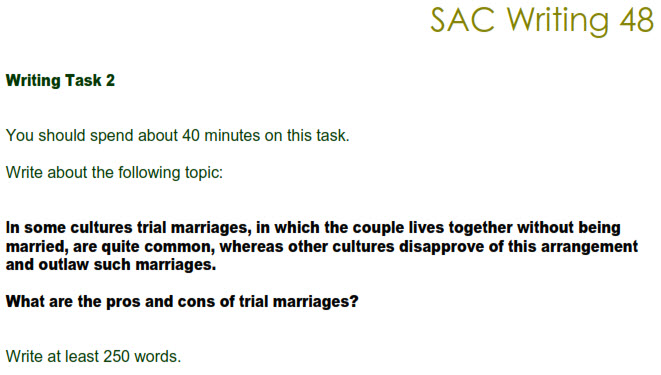 SAC Writing 48
Writing Task 2
You should spend about 40 minutes on this task.
Write about the following topic:
In some cultures trial marriages, in which the couple lives together without being
married, are quite common, whereas other cultures disapprove of this arrangement
and outlaw such marriages.
What are the pros and cons of trial marriages?
Write at least 250 words.